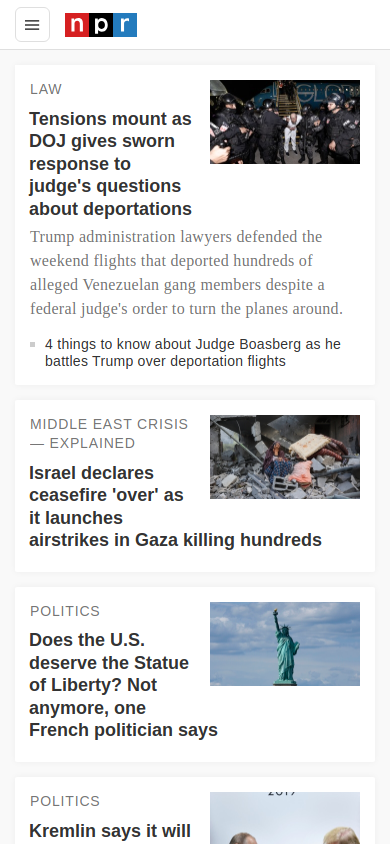 npr
LAW
Tensions mount as
DOJ gives sworn
response to
judge's questions
about deportations
Trump administration lawyers defended the
weekend flights that deported hundreds of
alleged Venezuelan gang members despite a
federal judge's order to turn the planes around.
4 things to know about Judge Boasberg as he
battles Trump over deportation flights
MIDDLE EAST CRISIS
— EXPLAINED
Israel declares
ceasefire 'over' as
it launches
airstrikes in Gaza killing hundreds
POLITICS
Does the U.S.
deserve the Statue
of Liberty? Not
anymore, one
French politician says
POLITICS
Kremlin says it will